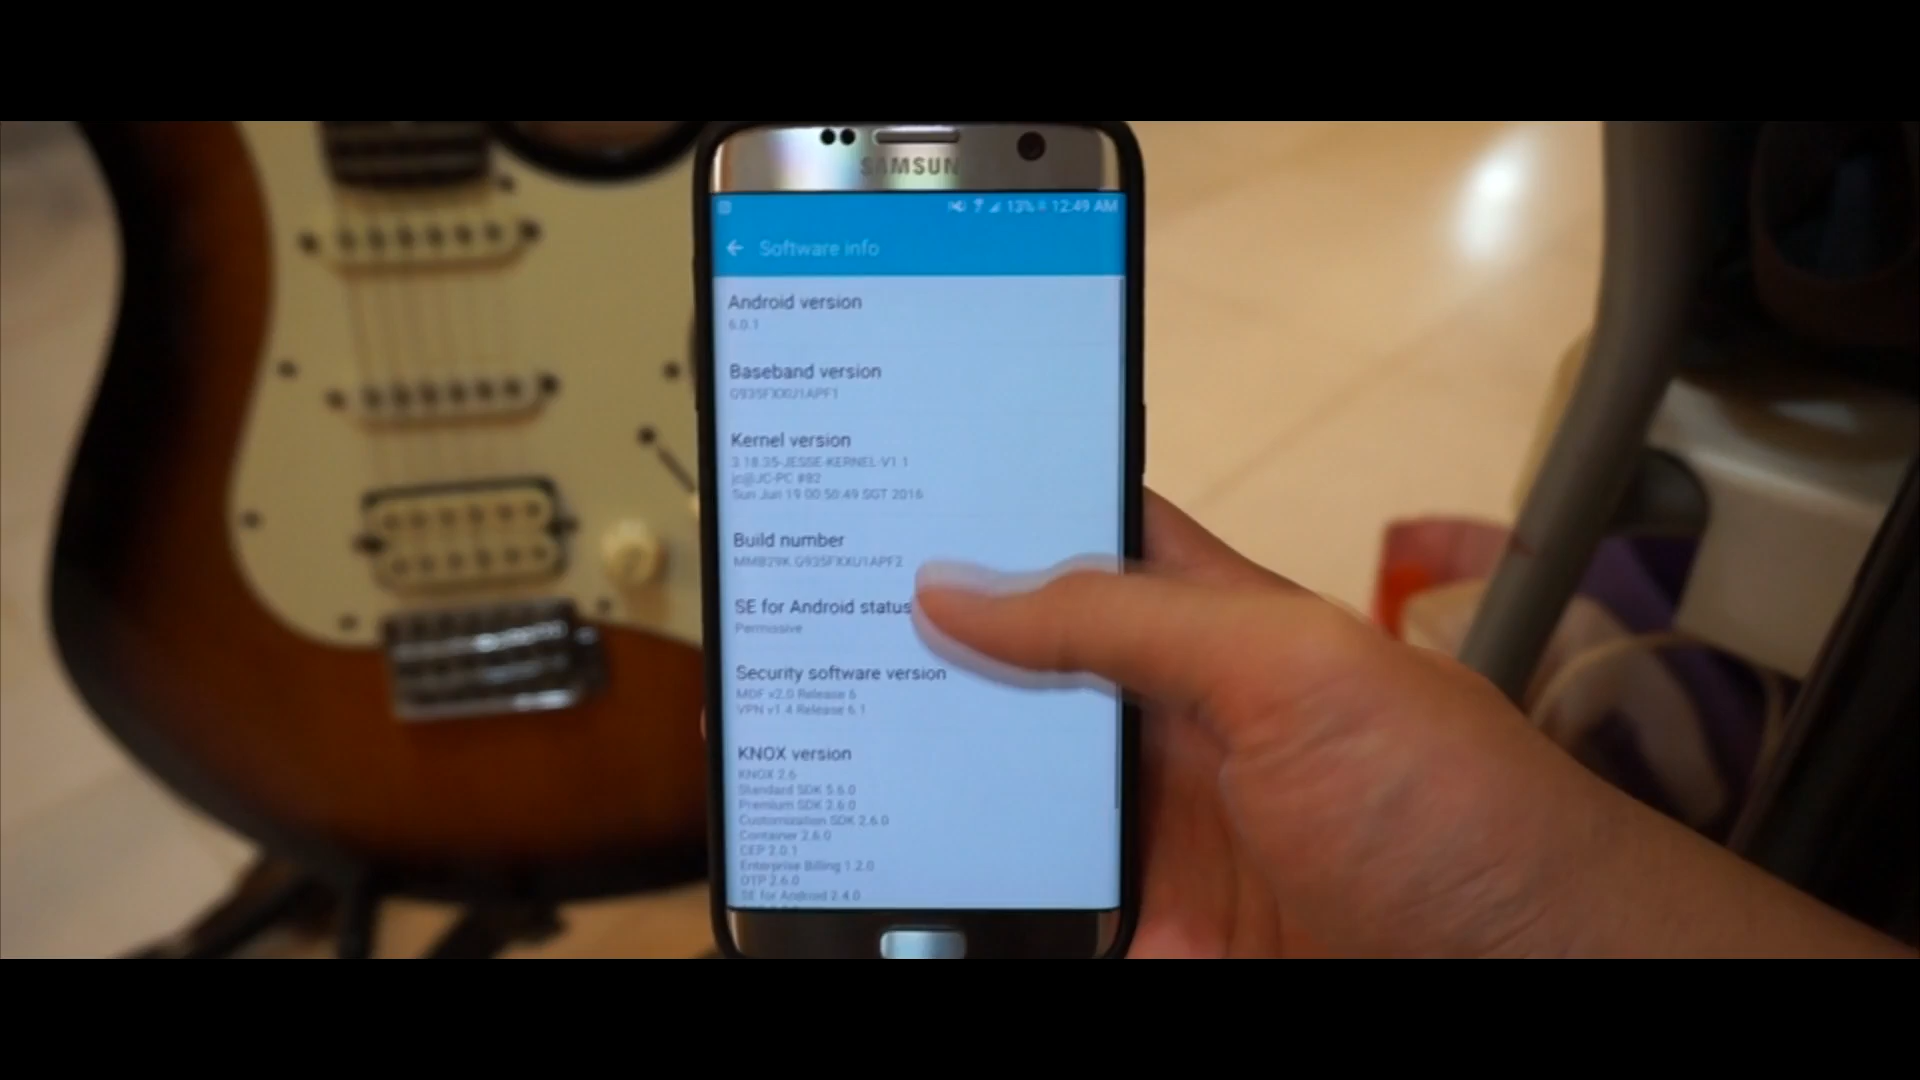 SAMSUN
13% 12:49 AM
Software info
Android version
6.0.1
Baseband version
G935FXXU1APF1
Kernel version
3.18.35-JESSE-KERNEL-V1.1
jc@JC-PC #82
Sun Jun 19 00:50:49 SGT 2016
Build number
MMB29K.G935FXXU1APF2
SE for Android status
Permissive
Security software version
MDF v2.0 Release 6
VPN v1.4 Release 6.1
KNOX version
KNOX 2.6
Standard SDK 5.6.0
Premium SDK 2.6.0
Customization SDK 2.6.0
Container 2.6.0
CEP 2.0.1
Enterprise Billing 1.2.0
OTP 2.6.0
SE for Android 2.4.0